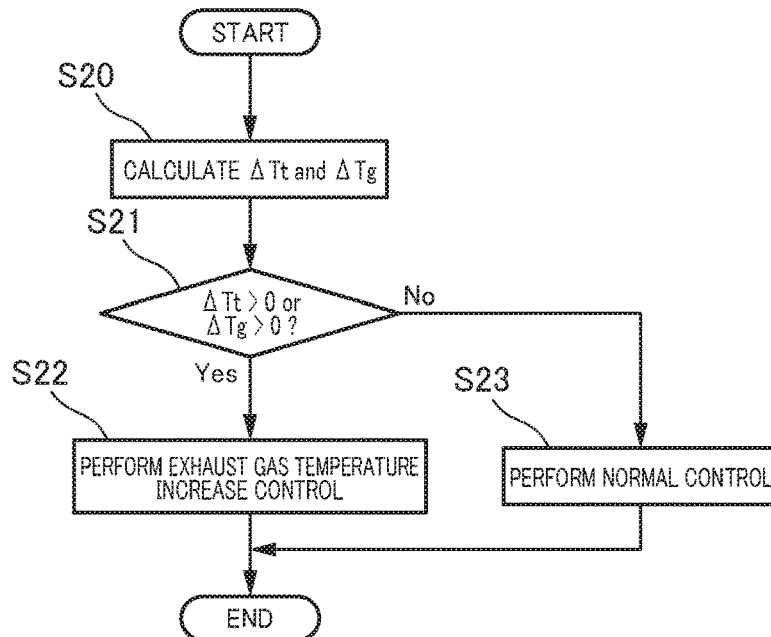 START
S20
CALCULATE ΔTt and ΔTg
S21
ΔTt > 0 or
ΔTg > 0 ?
No
Yes
S22
S23
PERFORM EXHAUST GAS TEMPERATURE
INCREASE CONTROL
PERFORM NORMAL CONTROL
END